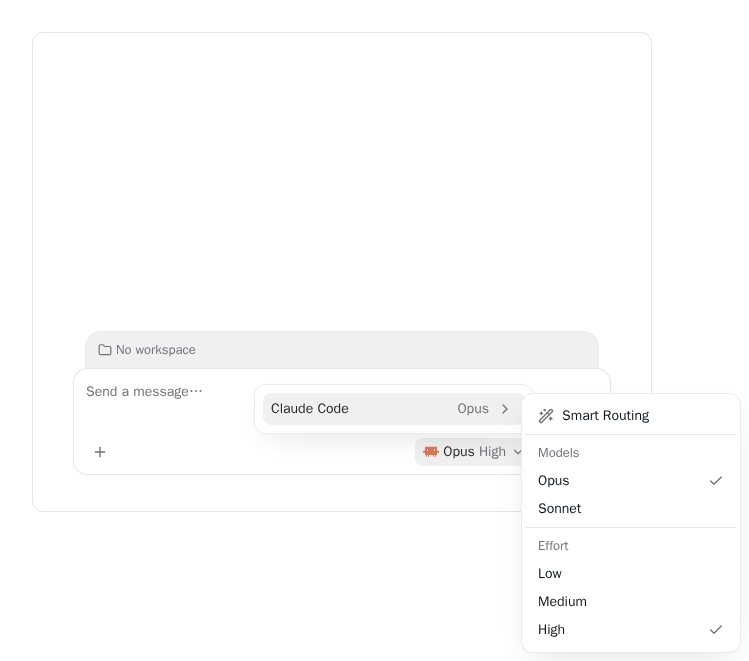 No workspace
Send a message···
Claude Code Opus
Opus High
Smart Routing
Models
Opus
Sonnet
Effort
Low
Medium
High